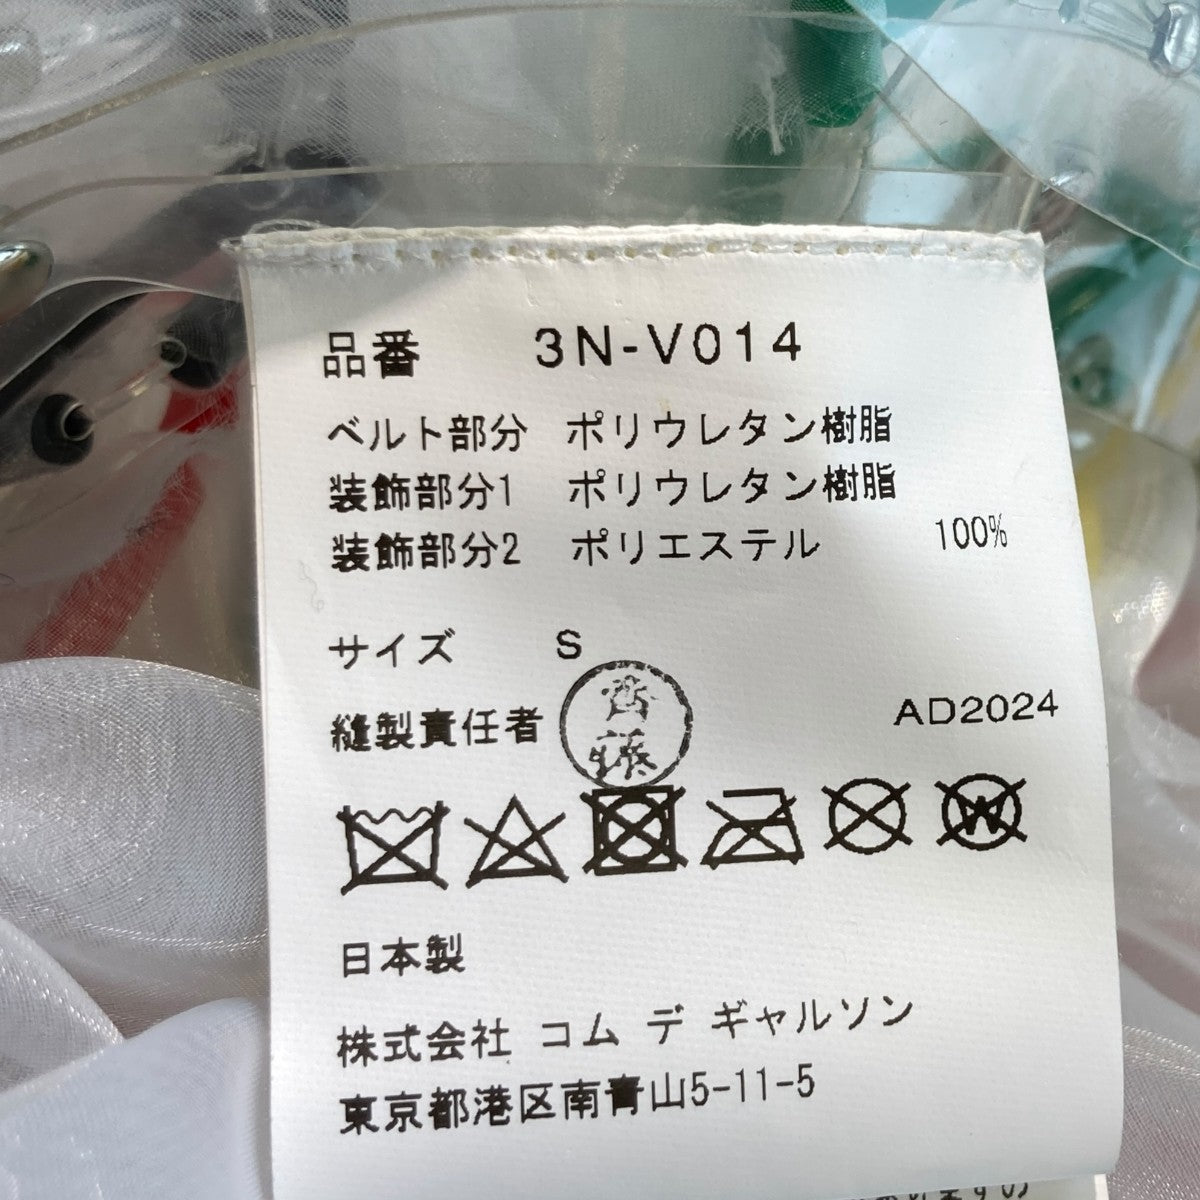 品番 3N-V014
ベルト部分 ポリウレタン樹脂
装飾部分1 ポリウレタン樹脂
装飾部分2 ポリエステル 100%
サイズ S
縫製責任者 齊藤 AD2024
日本製
株式会社 コム デ ギャルソン
東京都港区南青山5-11-5